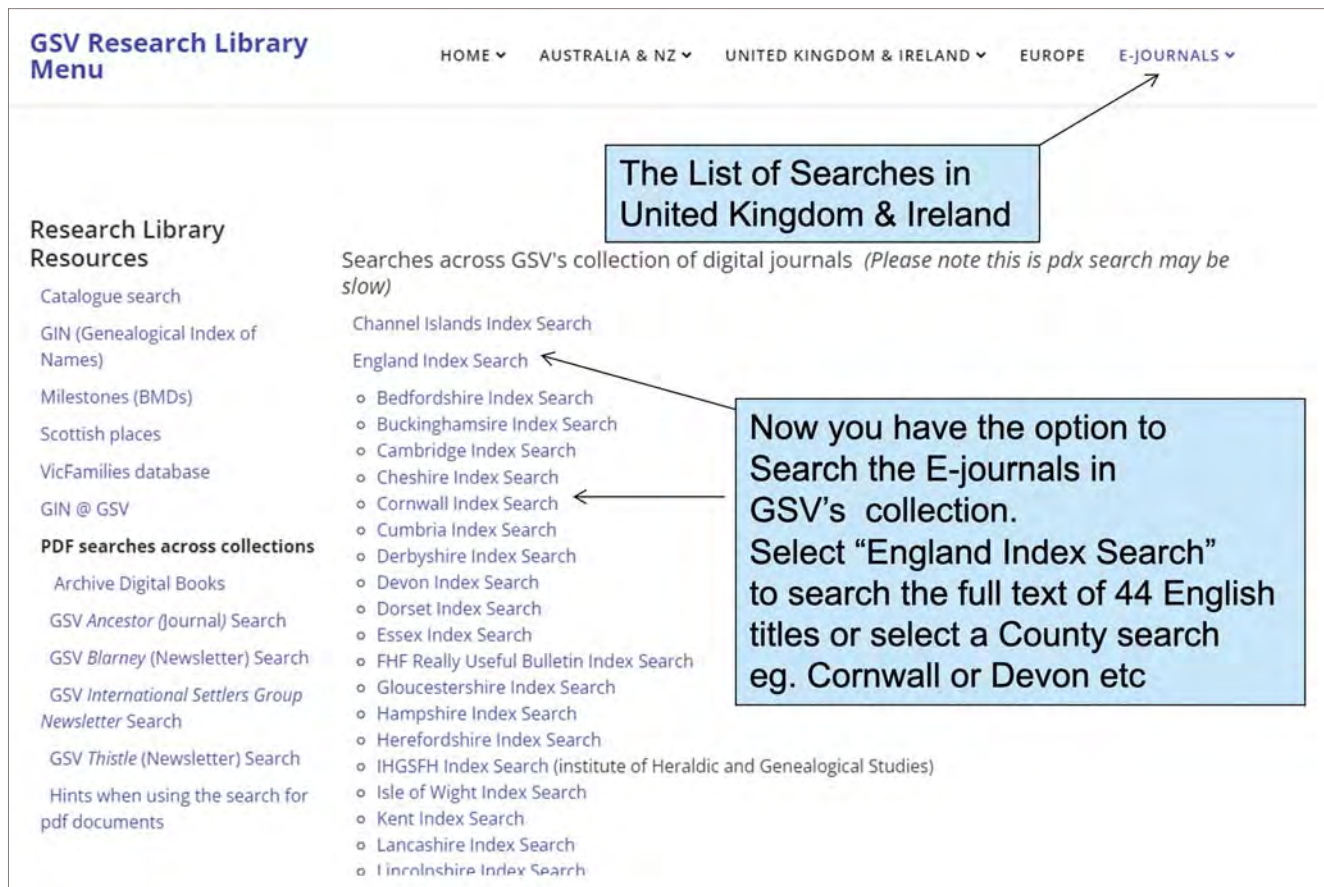 GSV Research Library
Menu
HOME AUSTRALIA & NZ UNITED KINGDOM & IRELAND EUROPE E-JOURNALS
The List of Searches in
United Kingdom & Ireland
Research Library
Resources
Catalogue search
GIN (Genealogical Index of
Names)
Milestones (BMDs)
Scottish places
VicFamilies database
GIN @ GSV
PDF searches across collections
Archive Digital Books
GSV Ancestor (Journal) Search
GSV Blarney (Newsletter) Search
GSV International Settlers Group
Newsletter Search
GSV Thistle (Newsletter) Search
Hints when using the search for
pdf documents
Searches across GSV's collection of digital journals (Please note this is pdx search may be
slow)
Channel Islands Index Search
England Index Search
Bedfordshire Index Search
Buckinghamsire Index Search
Cambridge Index Search
Cheshire Index Search
Cornwall Index Search
Cumbria Index Search
Derbyshire Index Search
Devon Index Search
Dorset Index Search
Essex Index Search
FHF Really Useful Bulletin Index Search
Gloucestershire Index Search
Hampshire Index Search
Herefordshire Index Search
IHGSFH Index Search (institute of Heraldic and Genealogical Studies)
Isle of Wight Index Search
Kent Index Search
Lancashire Index Search
Lincolnshire Index Search
Now you have the option to
Search the E-journals in
GSV's collection.
Select “England Index Search”
to search the full text of 44 English
titles or select a County search
eg. Cornwall or Devon etc